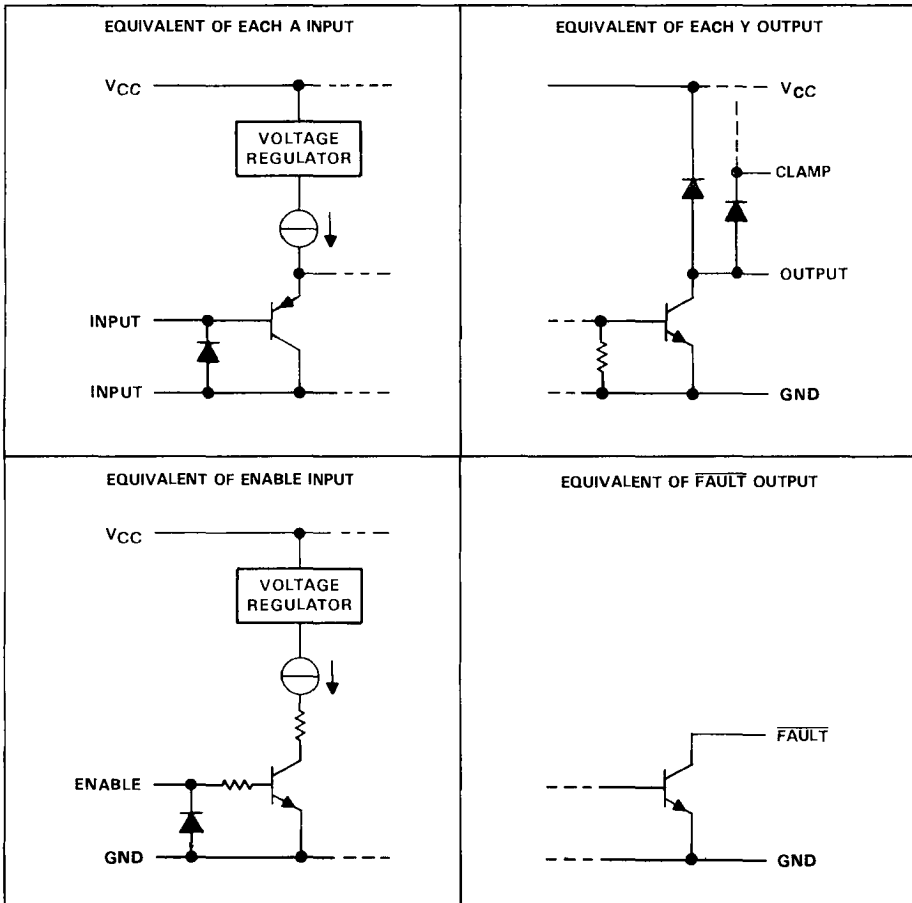 EQUIVALENT OF EACH A INPUT
VCC
VOLTAGE
REGULATOR
INPUT
INPUT
EQUIVALENT OF EACH Y OUTPUT
VCC
CLAMP
OUTPUT
GND
EQUIVALENT OF ENABLE INPUT
VCC
VOLTAGE
REGULATOR
ENABLE
GND
EQUIVALENT OF FAULT OUTPUT
FAULT
GND